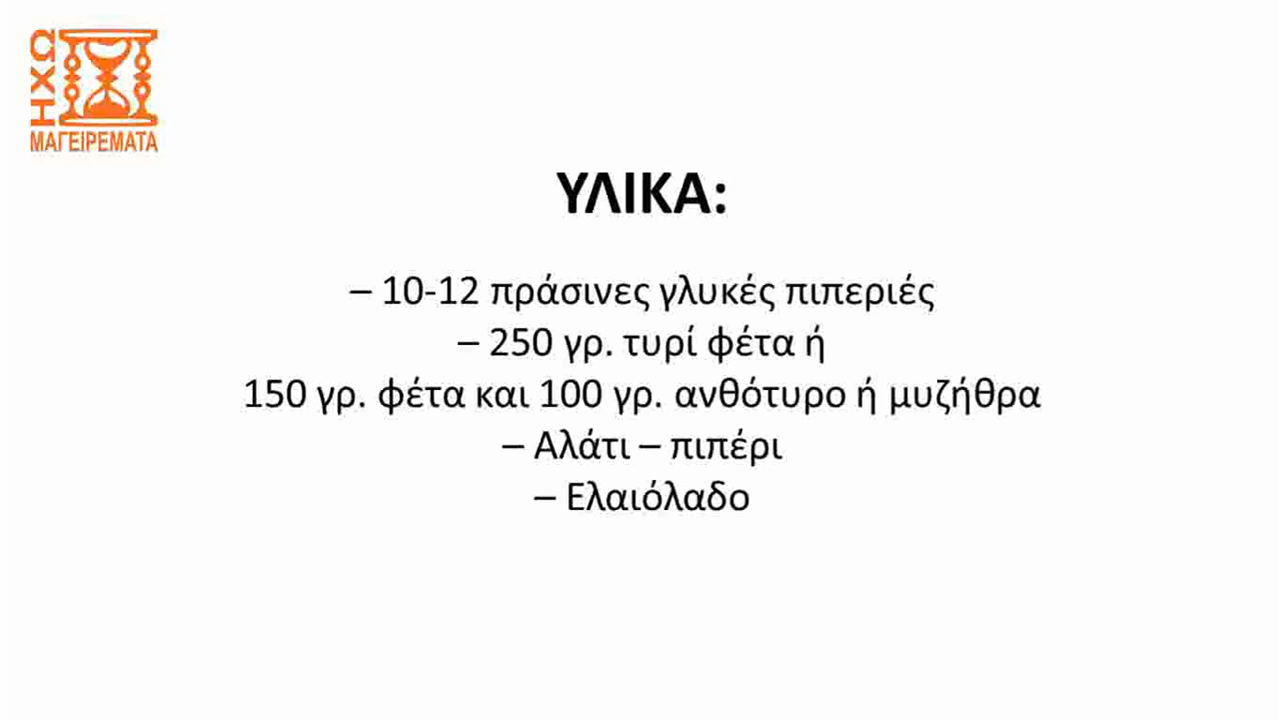 ΗΧΩ
ΜΑΓΕΙΡΕΜΑΤΑ
ΥΛΙΚΑ:
– 10-12 πράσινες γλυκές πιπεριές
– 250 γρ. τυρί φέτα ή
150 γρ. φέτα και 100 γρ. ανθότυρο ή μυζήθρα
– Αλάτι – πιπέρι
– Ελαιόλαδο